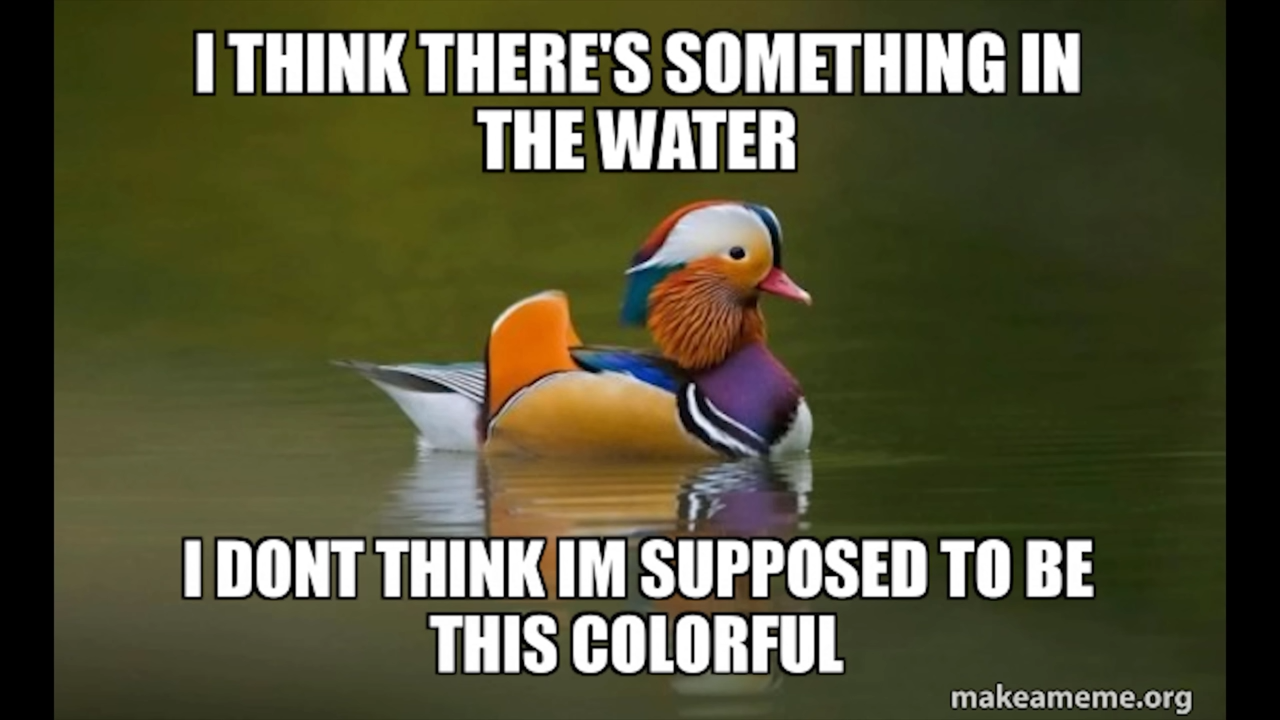 I THINK THERE'S SOMETHING IN
THE WATER
I DONT THINK IM SUPPOSED TO BE
THIS COLORFUL
makeameme.org